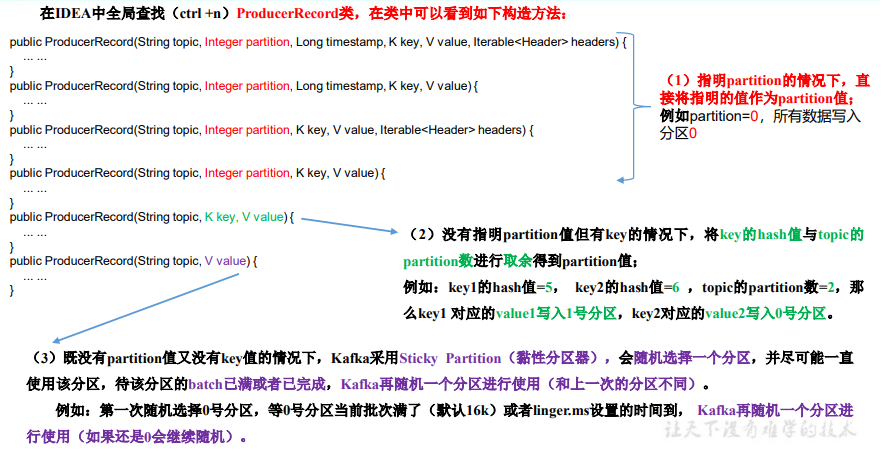 在IDEA中全局查找（ctrl +n）ProducerRecord类，在类中可以看到如下构造方法：
public ProducerRecord(String topic, Integer partition, Long timestamp, K key, V value, Iterable<Header> headers) {
... ...
}
public ProducerRecord(String topic, Integer partition, Long timestamp, K key, V value) {
... ...
}
public ProducerRecord(String topic, Integer partition, K key, V value, Iterable<Header> headers) {
... ...
}
public ProducerRecord(String topic, Integer partition, K key, V value) {
... ...
}
public ProducerRecord(String topic, K key, V value) {
... ...
}
public ProducerRecord(String topic, V value) {
... ...
}
（1）指明partition的情况下，直
接将指明的值作为partition值；
例如partition=0，所有数据写入
分区0
（2）没有指明partition值但有key的情况下，将key的hash值与topic的
partition数进行取余得到partition值；
例如：key1的hash值=5， key2的hash值=6 ，topic的partition数=2，那
么key1 对应的value1写入1号分区，key2对应的value2写入0号分区。
（3）既没有partition值又没有key值的情况下，Kafka采用Sticky Partition（黏性分区器），会随机选择一个分区，并尽可能一直
使用该分区，待该分区的batch已满或者已完成，Kafka再随机一个分区进行使用（和上一次的分区不同）。
例如：第一次随机选择0号分区，等0号分区当前批次满了（默认16k）或者linger.ms设置的时间到， Kafka再随机一个分区进
行使用（如果还是0会继续随机）。
让天下没有难学的技术